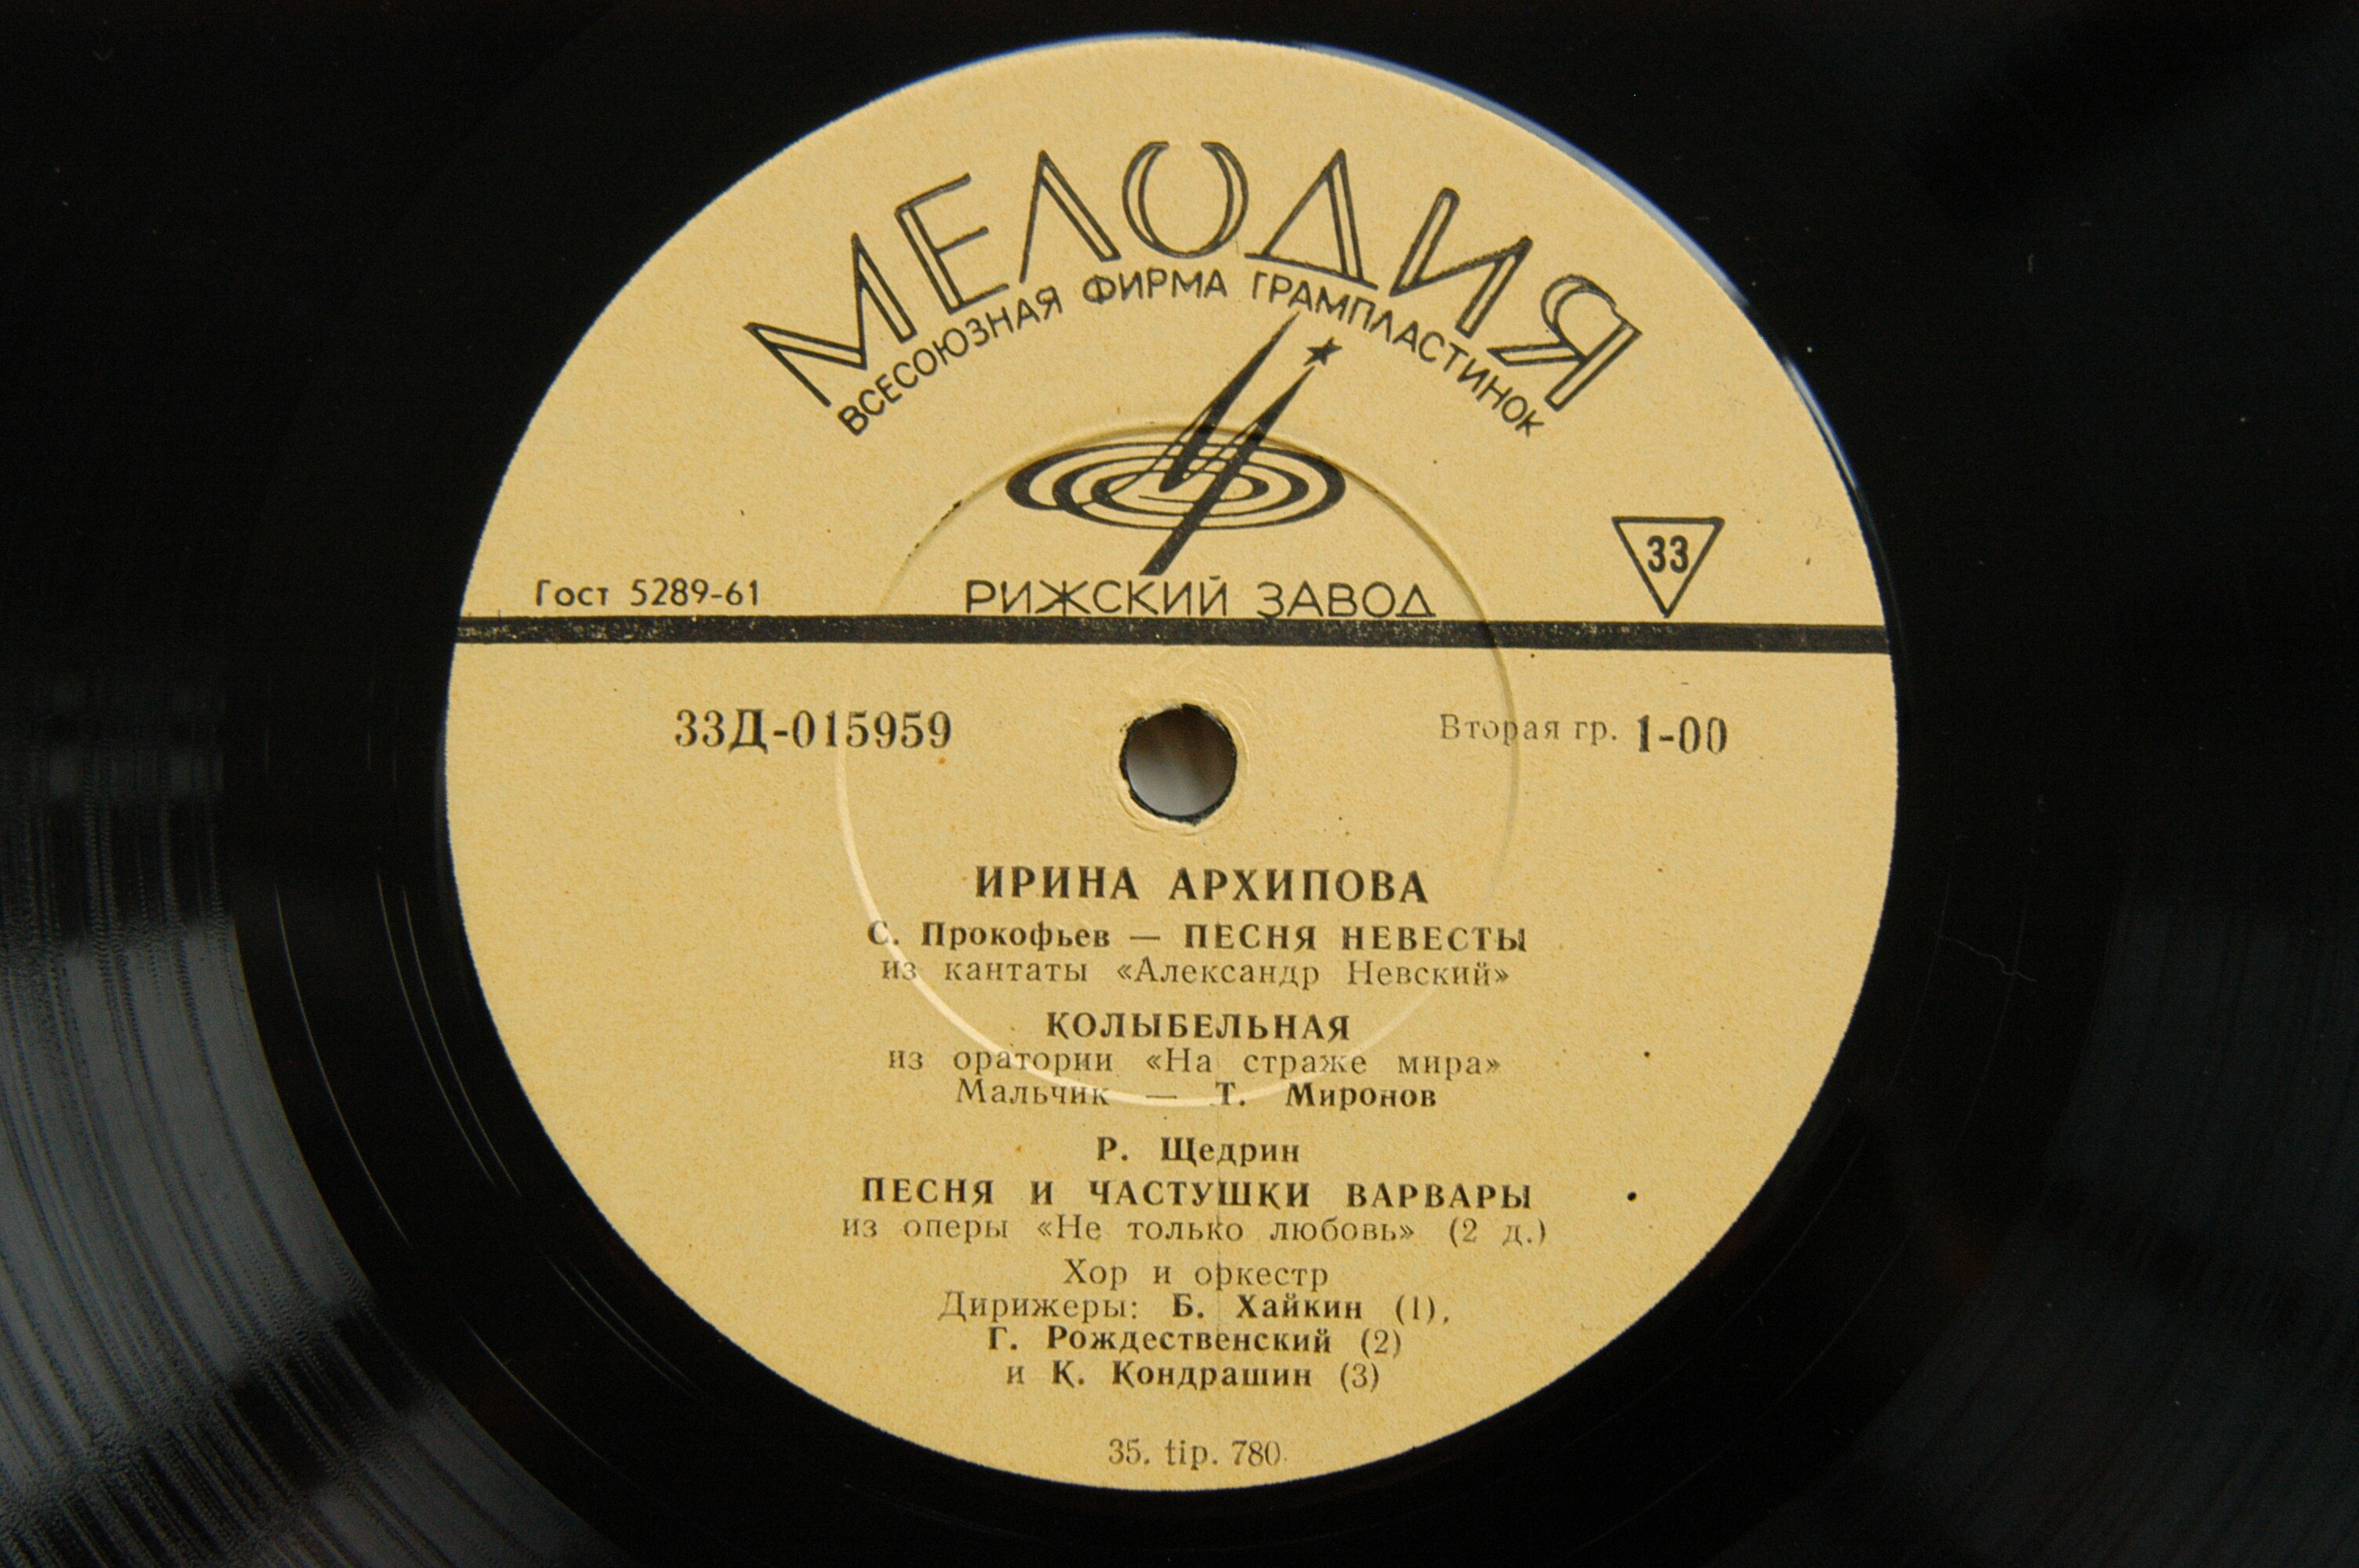 МЕЛОДИЯ
ВСЕСОЮЗНАЯ ФИРМА ГРАМПЛАСТИНОК
33
Гост 5289-61
РИЖСКИЙ ЗАВОД
33Д-015959
Вторая гр. 1-00
ИРИНА АРХИПОВА
С. Прокофьев — ПЕСНЯ НЕВЕСТЫ
из кантаты «Александр Невский»
КОЛЫБЕЛЬНАЯ
из оратории «На страже мира»
Мальчик — Т. Миронов
Р. Щедрин
ПЕСНЯ И ЧАСТУШКИ ВАРВАРЫ
из оперы «Не только любовь» (2 д.)
Хор и оркестр
Дирижеры: Б. Хайкин (1),
Г. Рождественский (2)
и К. Кондрашин (3)
35. tip. 780.